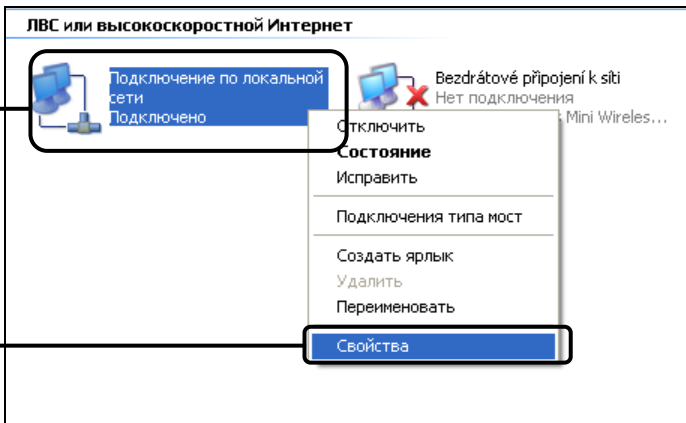 ЛВС или высокоскоростной Интернет
Подключение по локальной
сети
Подключено
Bezdrátové připojení k síti
Нет подключения
Mini Wireles...
Отключить
Состояние
Исправить
Подключения типа мост
Создать ярлык
Удалить
Переименовать
Свойства